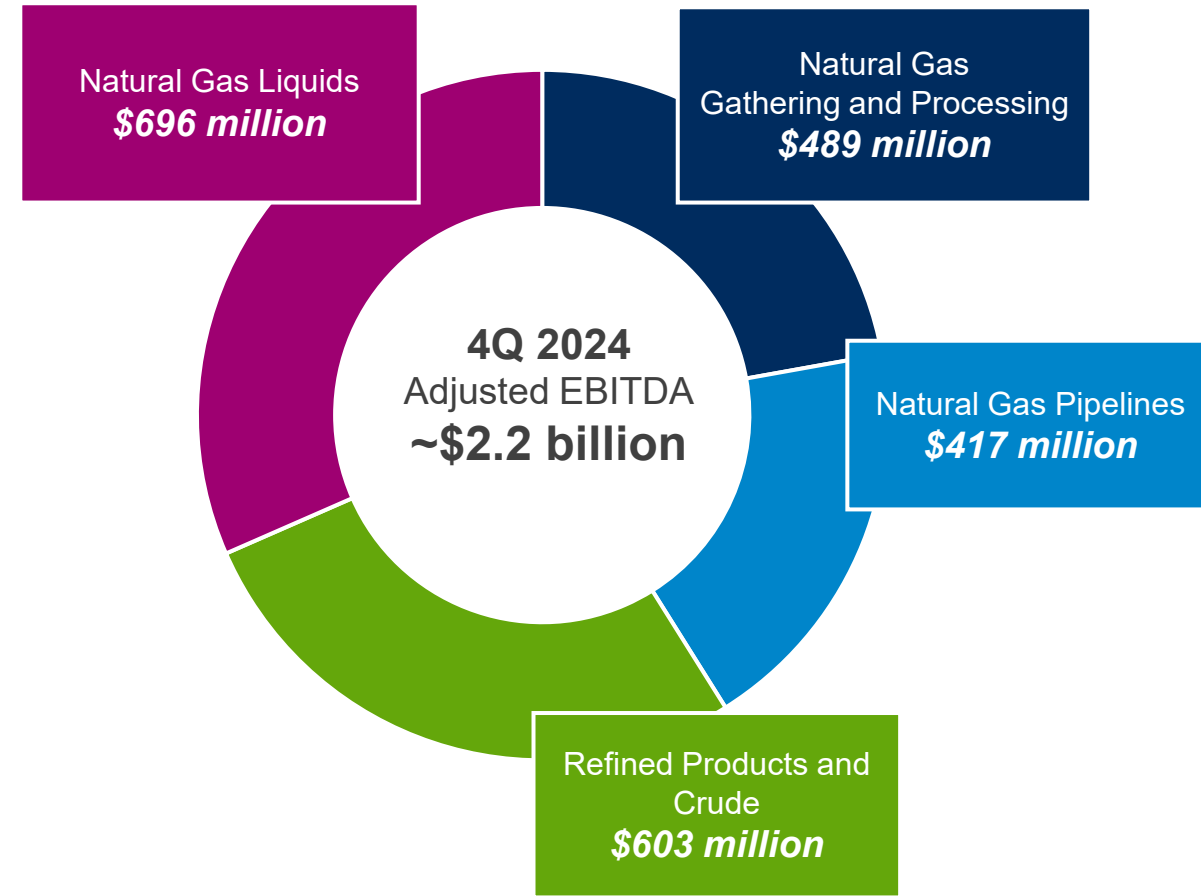 Natural Gas Liquids
$696 million
Natural Gas
Gathering and Processing
$489 million
4Q 2024
Adjusted EBITDA
~$2.2 billion
Natural Gas Pipelines
$417 million
Refined Products and
Crude
$603 million